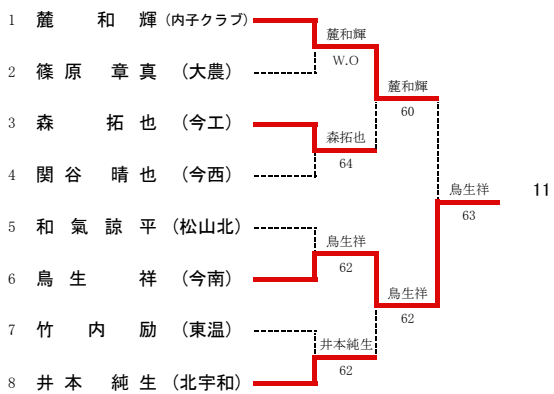 1 麓 和 輝 (内子クラブ)
麓和輝
W.O
2 篠原 章真 (大農)
麓和輝
60
3 森 拓也 (今工)
森拓也
64
4 関谷 晴也 (今西)
鳥生祥
63
11
5 和氣諒平 (松山北)
鳥生祥
62
6 鳥生 祥 (今南)
鳥生祥
62
7 竹内励 (東温)
井本純生
62
8 井本純生 (北宇和)